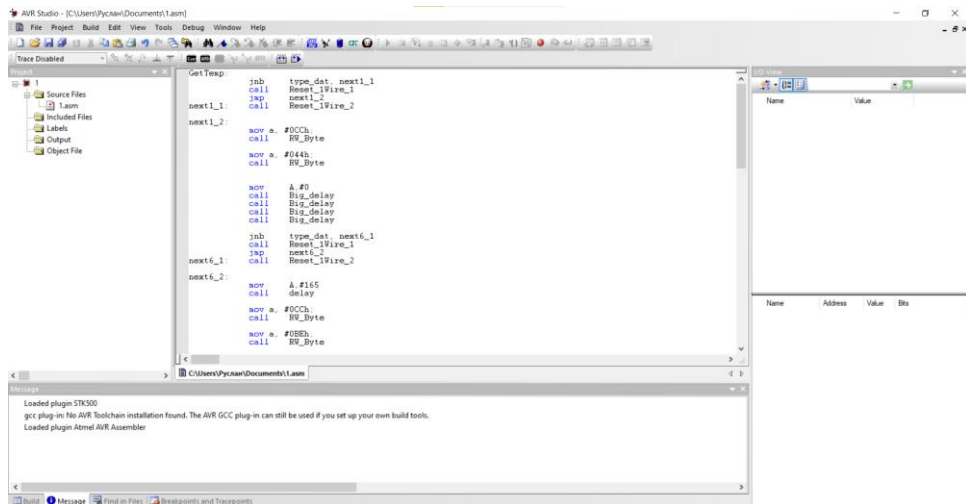 AVR Studio - [C:\Users\Руслан\Documents\1.asm]
File Project Build Edit View Tools Debug Window Help
Trace Disabled
Project
1
Source Files
1.asm
Included Files
Labels
Output
Object File
GetTemp:
jnb type_dat, next1_1
call Reset_1Wire_1
jmp next1_2
next1_1: call Reset_1Wire_2
next1_2:
mov a, #0CCh;
call RW_Byte
mov a, #044h;
call RW_Byte
mov A,#0
call Big_delay
call Big_delay
call Big_delay
call Big_delay
jnb type_dat, next6_1
call Reset_1Wire_1
jmp next6_2
next6_1: call Reset_1Wire_2
next6_2:
mov A,#165
call delay
mov a, #0CCh;
call RW_Byte
mov a, #0BEh;
call RW_Byte
C:\Users\Руслан\Documents\1.asm
I/O View
Name Value
Name Address Value Bits
Message
Loaded plugin STK500
gcc plug-in: No AVR Toolchain installation found. The AVR GCC plug-in can still be used if you set up your own build tools.
Loaded plugin Atmel AVR Assembler
Build Message Find in Files Breakpoints and Tracepoints